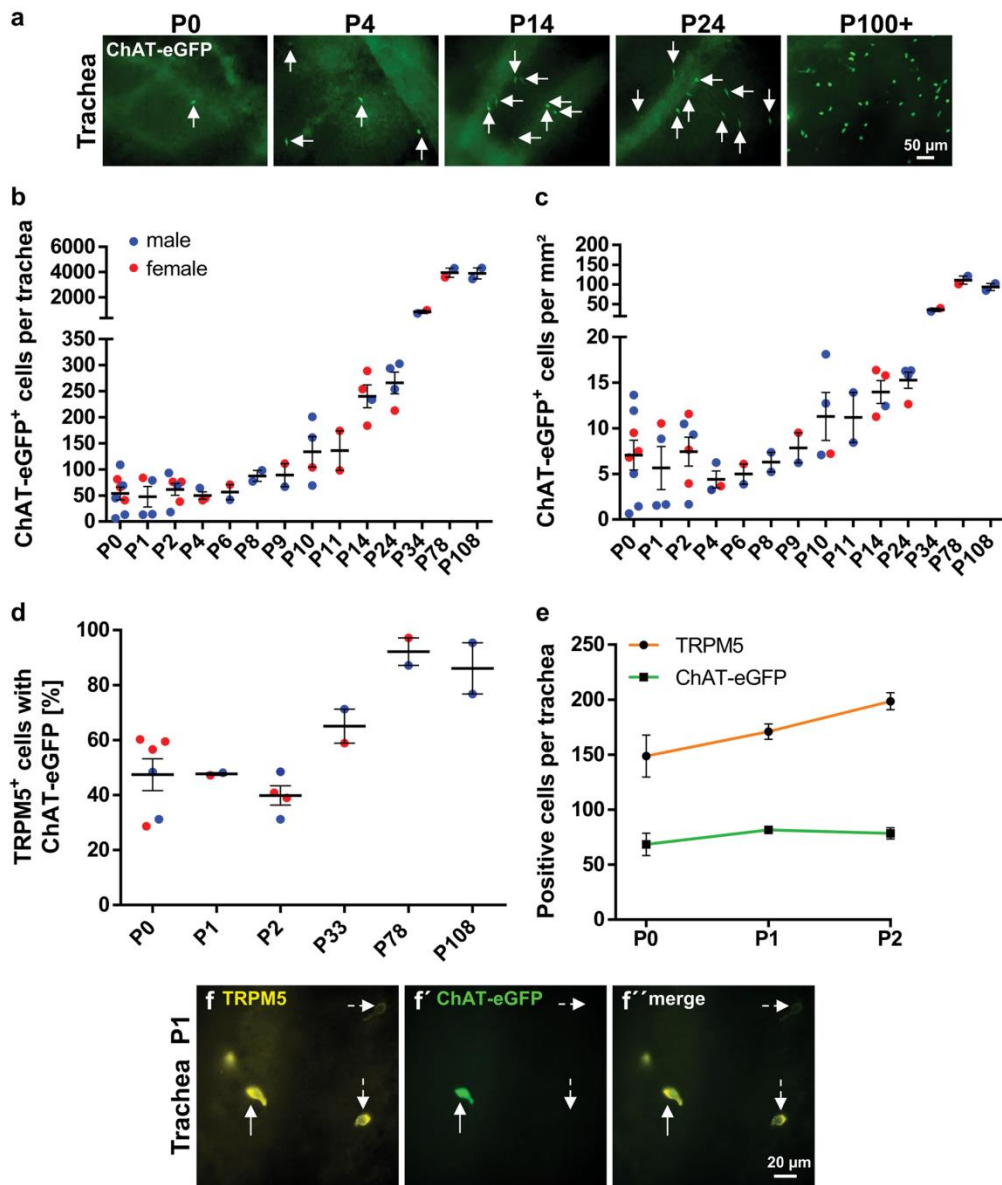 a
P0 P4 P14 P24 P100+
ChAT-eGFP
Trachea
50 µm
b
ChAT-eGFP⁺ cells per trachea
male
female
6000
4000
2000
350
300
250
200
150
100
50
0
P0 P1 P2 P4 P6 P8 P9 P10 P11 P14 P24 P34 P78 P108
c
ChAT-eGFP⁺ cells per mm²
200
150
100
50
20
15
10
5
0
P0 P1 P2 P4 P6 P8 P9 P10 P11 P14 P24 P34 P78 P108
d
TRPM5⁺ cells with
ChAT-eGFP [%]
100
80
60
40
20
0
P0 P1 P2 P33 P78 P108
e
Positive cells per trachea
TRPM5
ChAT-eGFP
250
200
150
100
50
0
P0 P1 P2
Trachea P1
f TRPM5
f´ ChAT-eGFP
f´´ merge
20 µm